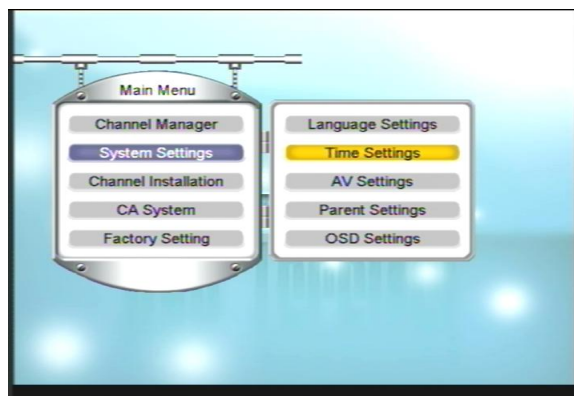 Main Menu
Channel Manager
System Settings
Channel Installation
CA System
Factory Setting
Language Settings
Time Settings
AV Settings
Parent Settings
OSD Settings